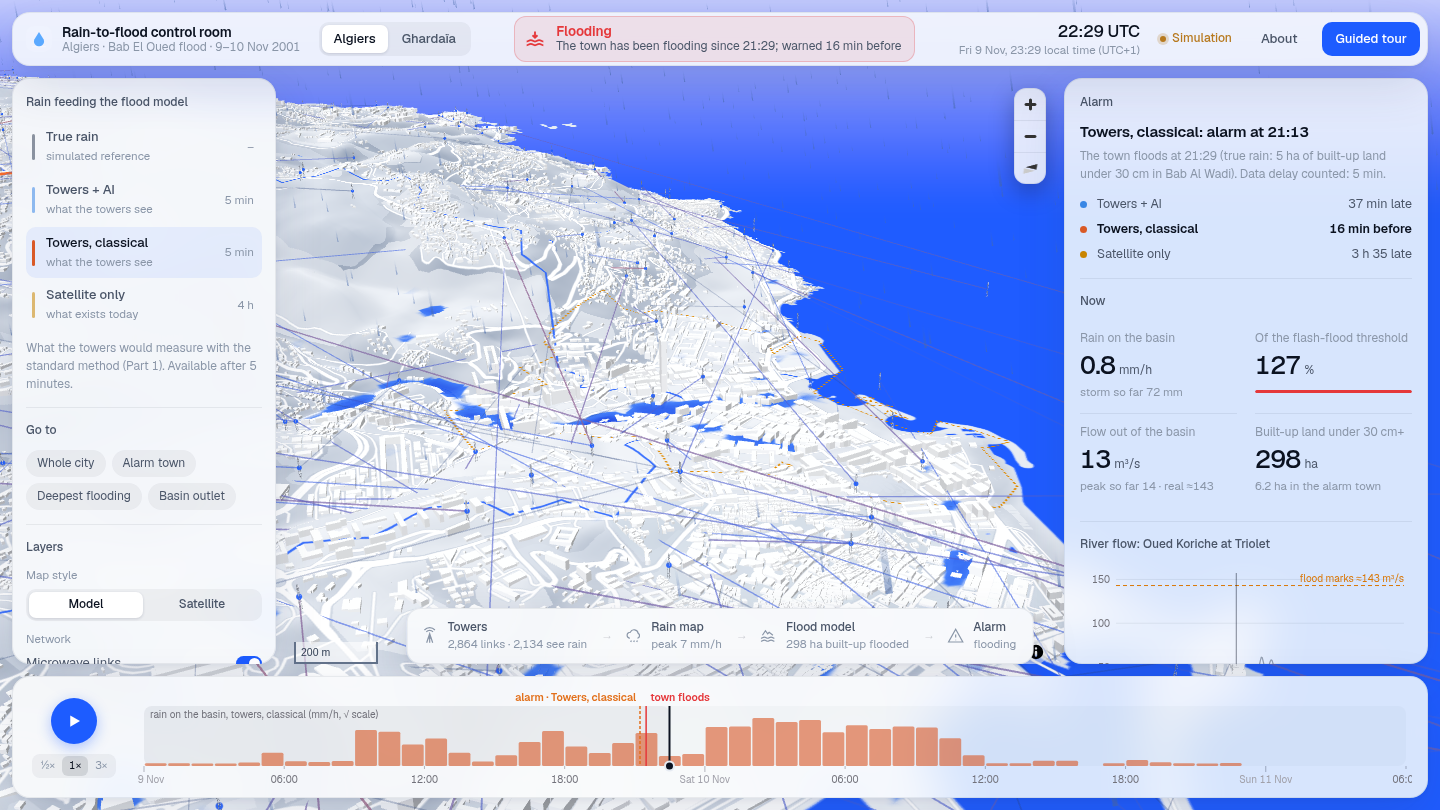 Rain-to-flood control room
Algiers · Bab El Oued flood · 9–10 Nov 2001
Algiers
Ghardaïa
Flooding
The town has been flooding since 21:29; warned 16 min before
22:29 UTC
Fri 9 Nov, 23:29 local time (UTC+1)
Simulation
About
Guided tour
Rain feeding the flood model
True rain
simulated reference
–
Towers + AI
what the towers see
5 min
Towers, classical
what the towers see
5 min
Satellite only
what exists today
4 h
What the towers would measure with the
standard method (Part 1). Available after 5
minutes.
Go to
Whole city
Alarm town
Deepest flooding
Basin outlet
Layers
Map style
Model
Satellite
Network
Microwave links
200 m
Towers
2,864 links · 2,134 see rain
→
Rain map
peak 7 mm/h
→
Flood model
298 ha built-up flooded
→
Alarm
flooding
Alarm
Towers, classical: alarm at 21:13
The town floods at 21:29 (true rain: 5 ha of built-up land
under 30 cm in Bab Al Wadi). Data delay counted: 5 min.
Towers + AI
37 min late
Towers, classical
16 min before
Satellite only
3 h 35 late
Now
Rain on the basin
0.8 mm/h
storm so far 72 mm
Of the flash-flood threshold
127 %
Flow out of the basin
13 m³/s
peak so far 14 · real ≈143
Built-up land under 30 cm+
298 ha
6.2 ha in the alarm town
River flow: Oued Koriche at Triolet
150
flood marks ≈143 m³/s
100
50
alarm · Towers, classical
town floods
rain on the basin, towers, classical (mm/h, √ scale)
½×
1×
3×
9 Nov
06:00
12:00
18:00
Sat 10 Nov
06:00
12:00
18:00
Sun 11 Nov